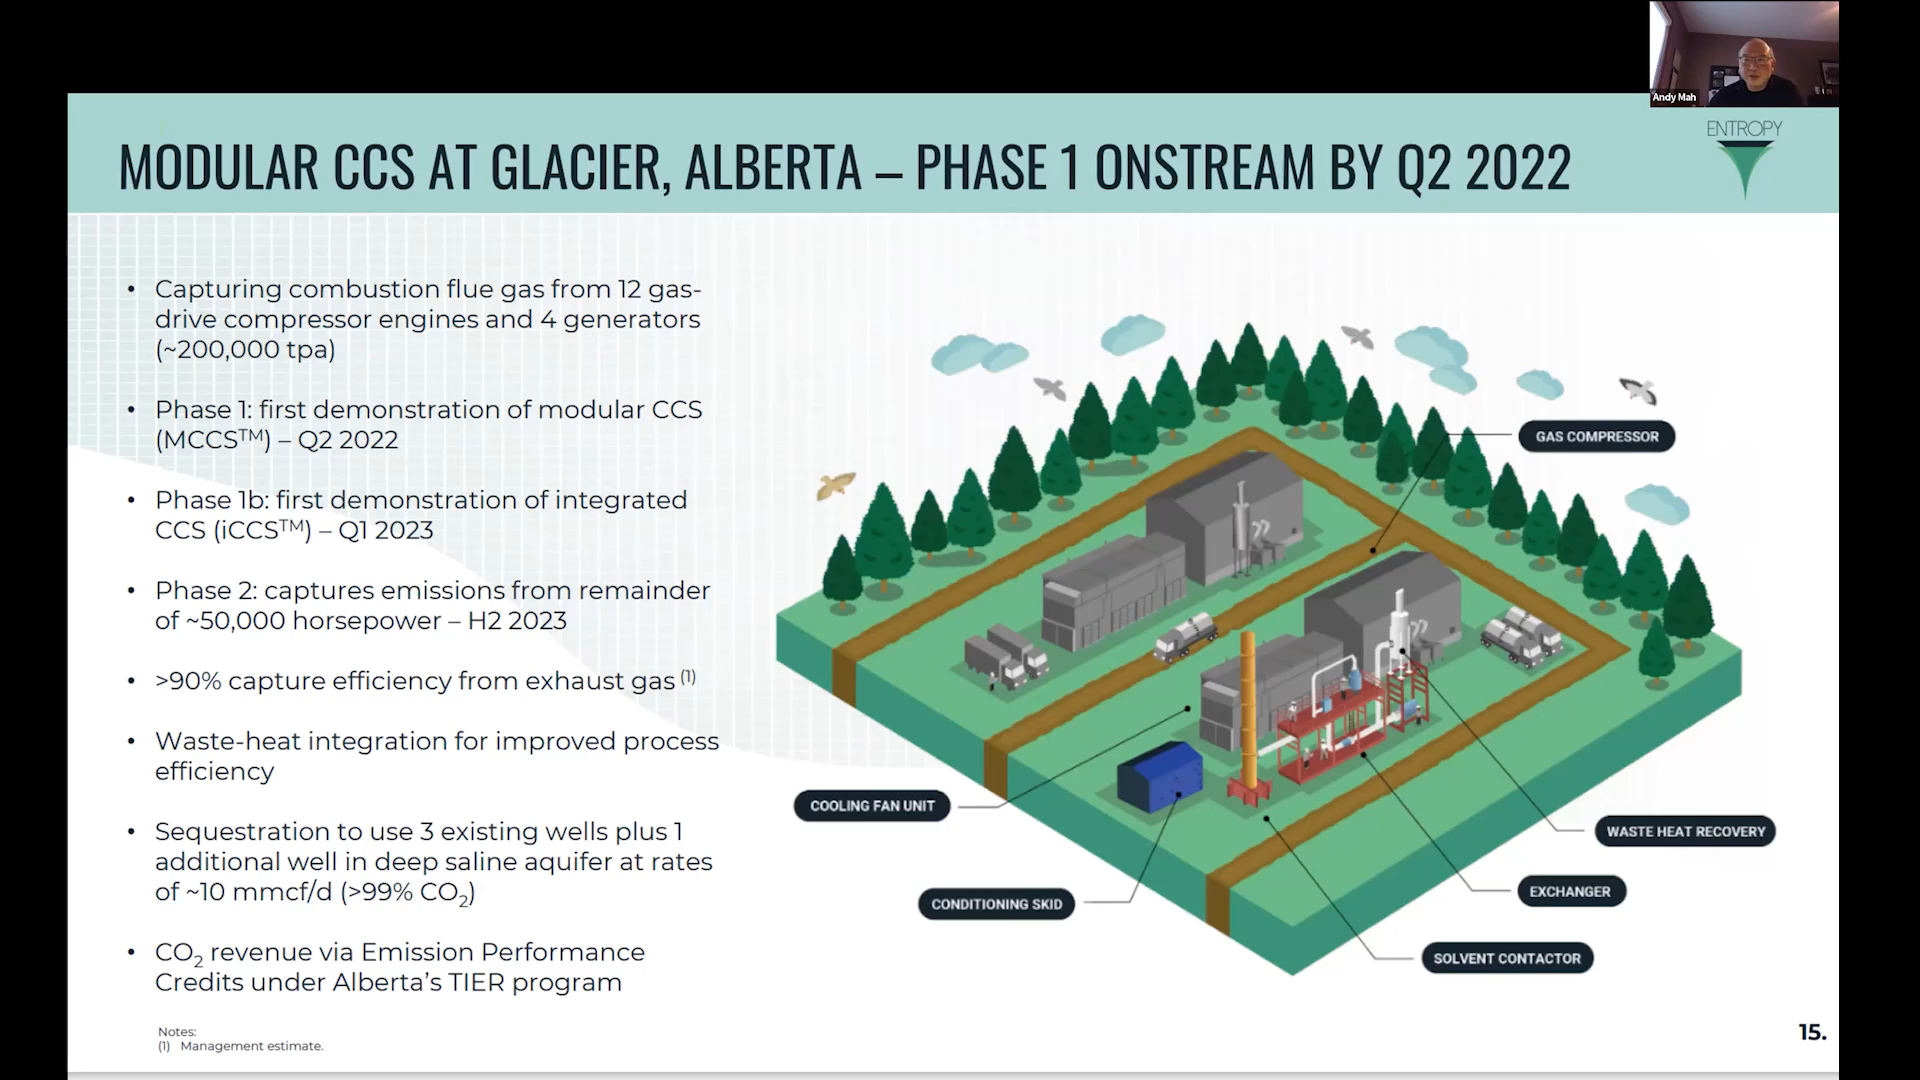 Andy Mah
ENTROPY
MODULAR CCS AT GLACIER, ALBERTA – PHASE 1 ONSTREAM BY Q2 2022
• Capturing combustion flue gas from 12 gas-
drive compressor engines and 4 generators
(~200,000 tpa)
• Phase 1: first demonstration of modular CCS
(MCCS™) – Q2 2022
• Phase 1b: first demonstration of integrated
CCS (iCCS™) – Q1 2023
• Phase 2: captures emissions from remainder
of ~50,000 horsepower – H2 2023
• >90% capture efficiency from exhaust gas (1)
• Waste-heat integration for improved process
efficiency
• Sequestration to use 3 existing wells plus 1
additional well in deep saline aquifer at rates
of ~10 mmcf/d (>99% CO₂)
• CO₂ revenue via Emission Performance
Credits under Alberta's TIER program
GAS COMPRESSOR
COOLING FAN UNIT
WASTE HEAT RECOVERY
EXCHANGER
CONDITIONING SKID
SOLVENT CONTACTOR
Notes:
(1) Management estimate.
15.